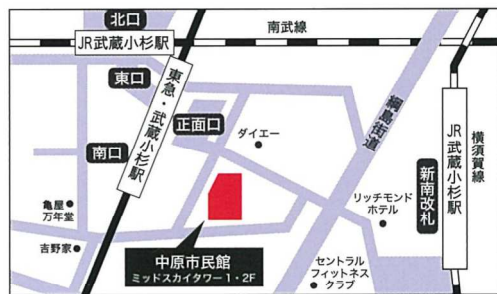 北口
JR武蔵小杉駅
南武線
東口
東急・武蔵小杉駅
正面口
ダイエー
綱島街道
JR武蔵小杉駅
横須賀線
南口
新南改札
リッチモンド
ホテル
亀屋
万年堂
吉野家
中原市民館
ミッドスカイタワー1・2F
セントラル
フィットネス
クラブ